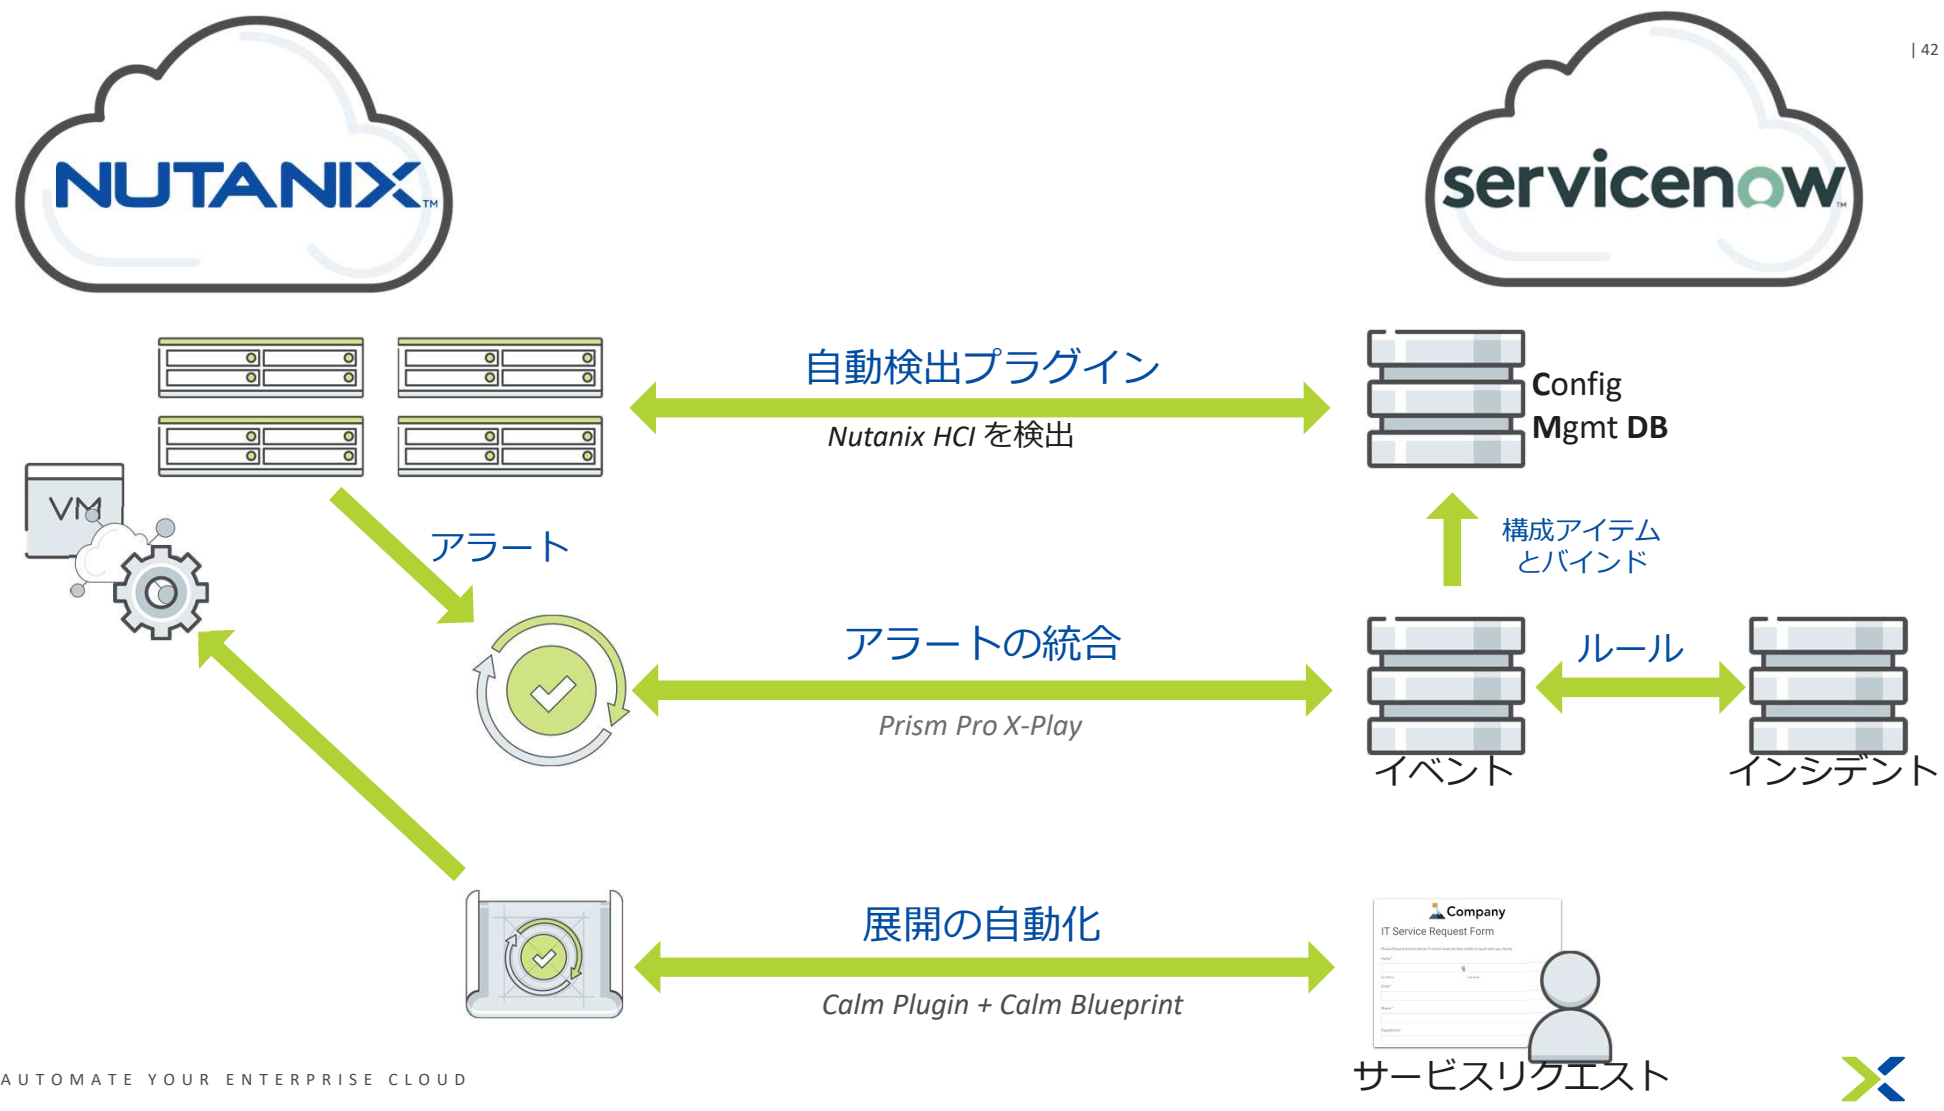 | 42
NUTANIX™
servicenow™
自動検出プラグイン
Nutanix HCI を検出
Config
Mgmt DB
VM
アラート
構成アイテム
とバインド
アラートの統合
Prism Pro X-Play
ルール
イベント
インシデント
展開の自動化
Calm Plugin + Calm Blueprint
Company
IT Service Request Form
サービスリクエスト
AUTOMATE YOUR ENTERPRISE CLOUD